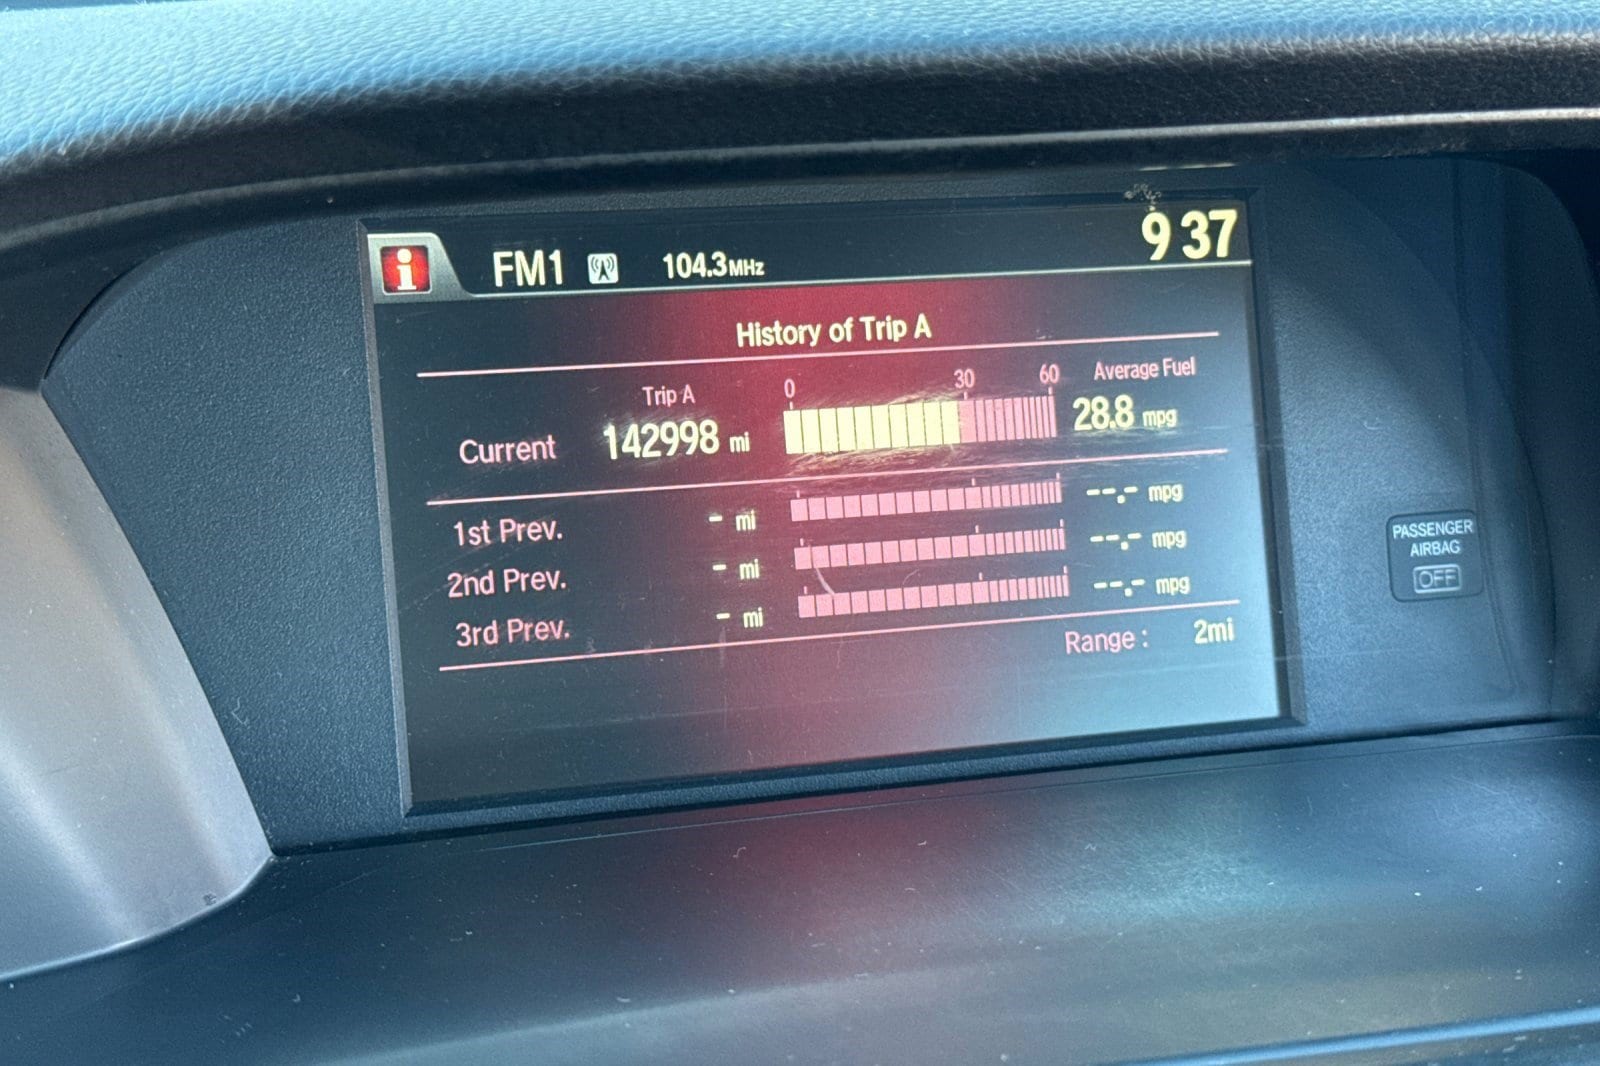 i FM1 104.3MHz 9 37
History of Trip A
Trip A 0 30 60 Average Fuel
Current 142998 mi 28.8 mpg
1st Prev. - mi --.- mpg
2nd Prev. - mi --.- mpg
3rd Prev. - mi --.- mpg
Range : 2mi
PASSENGER
AIRBAG
OFF